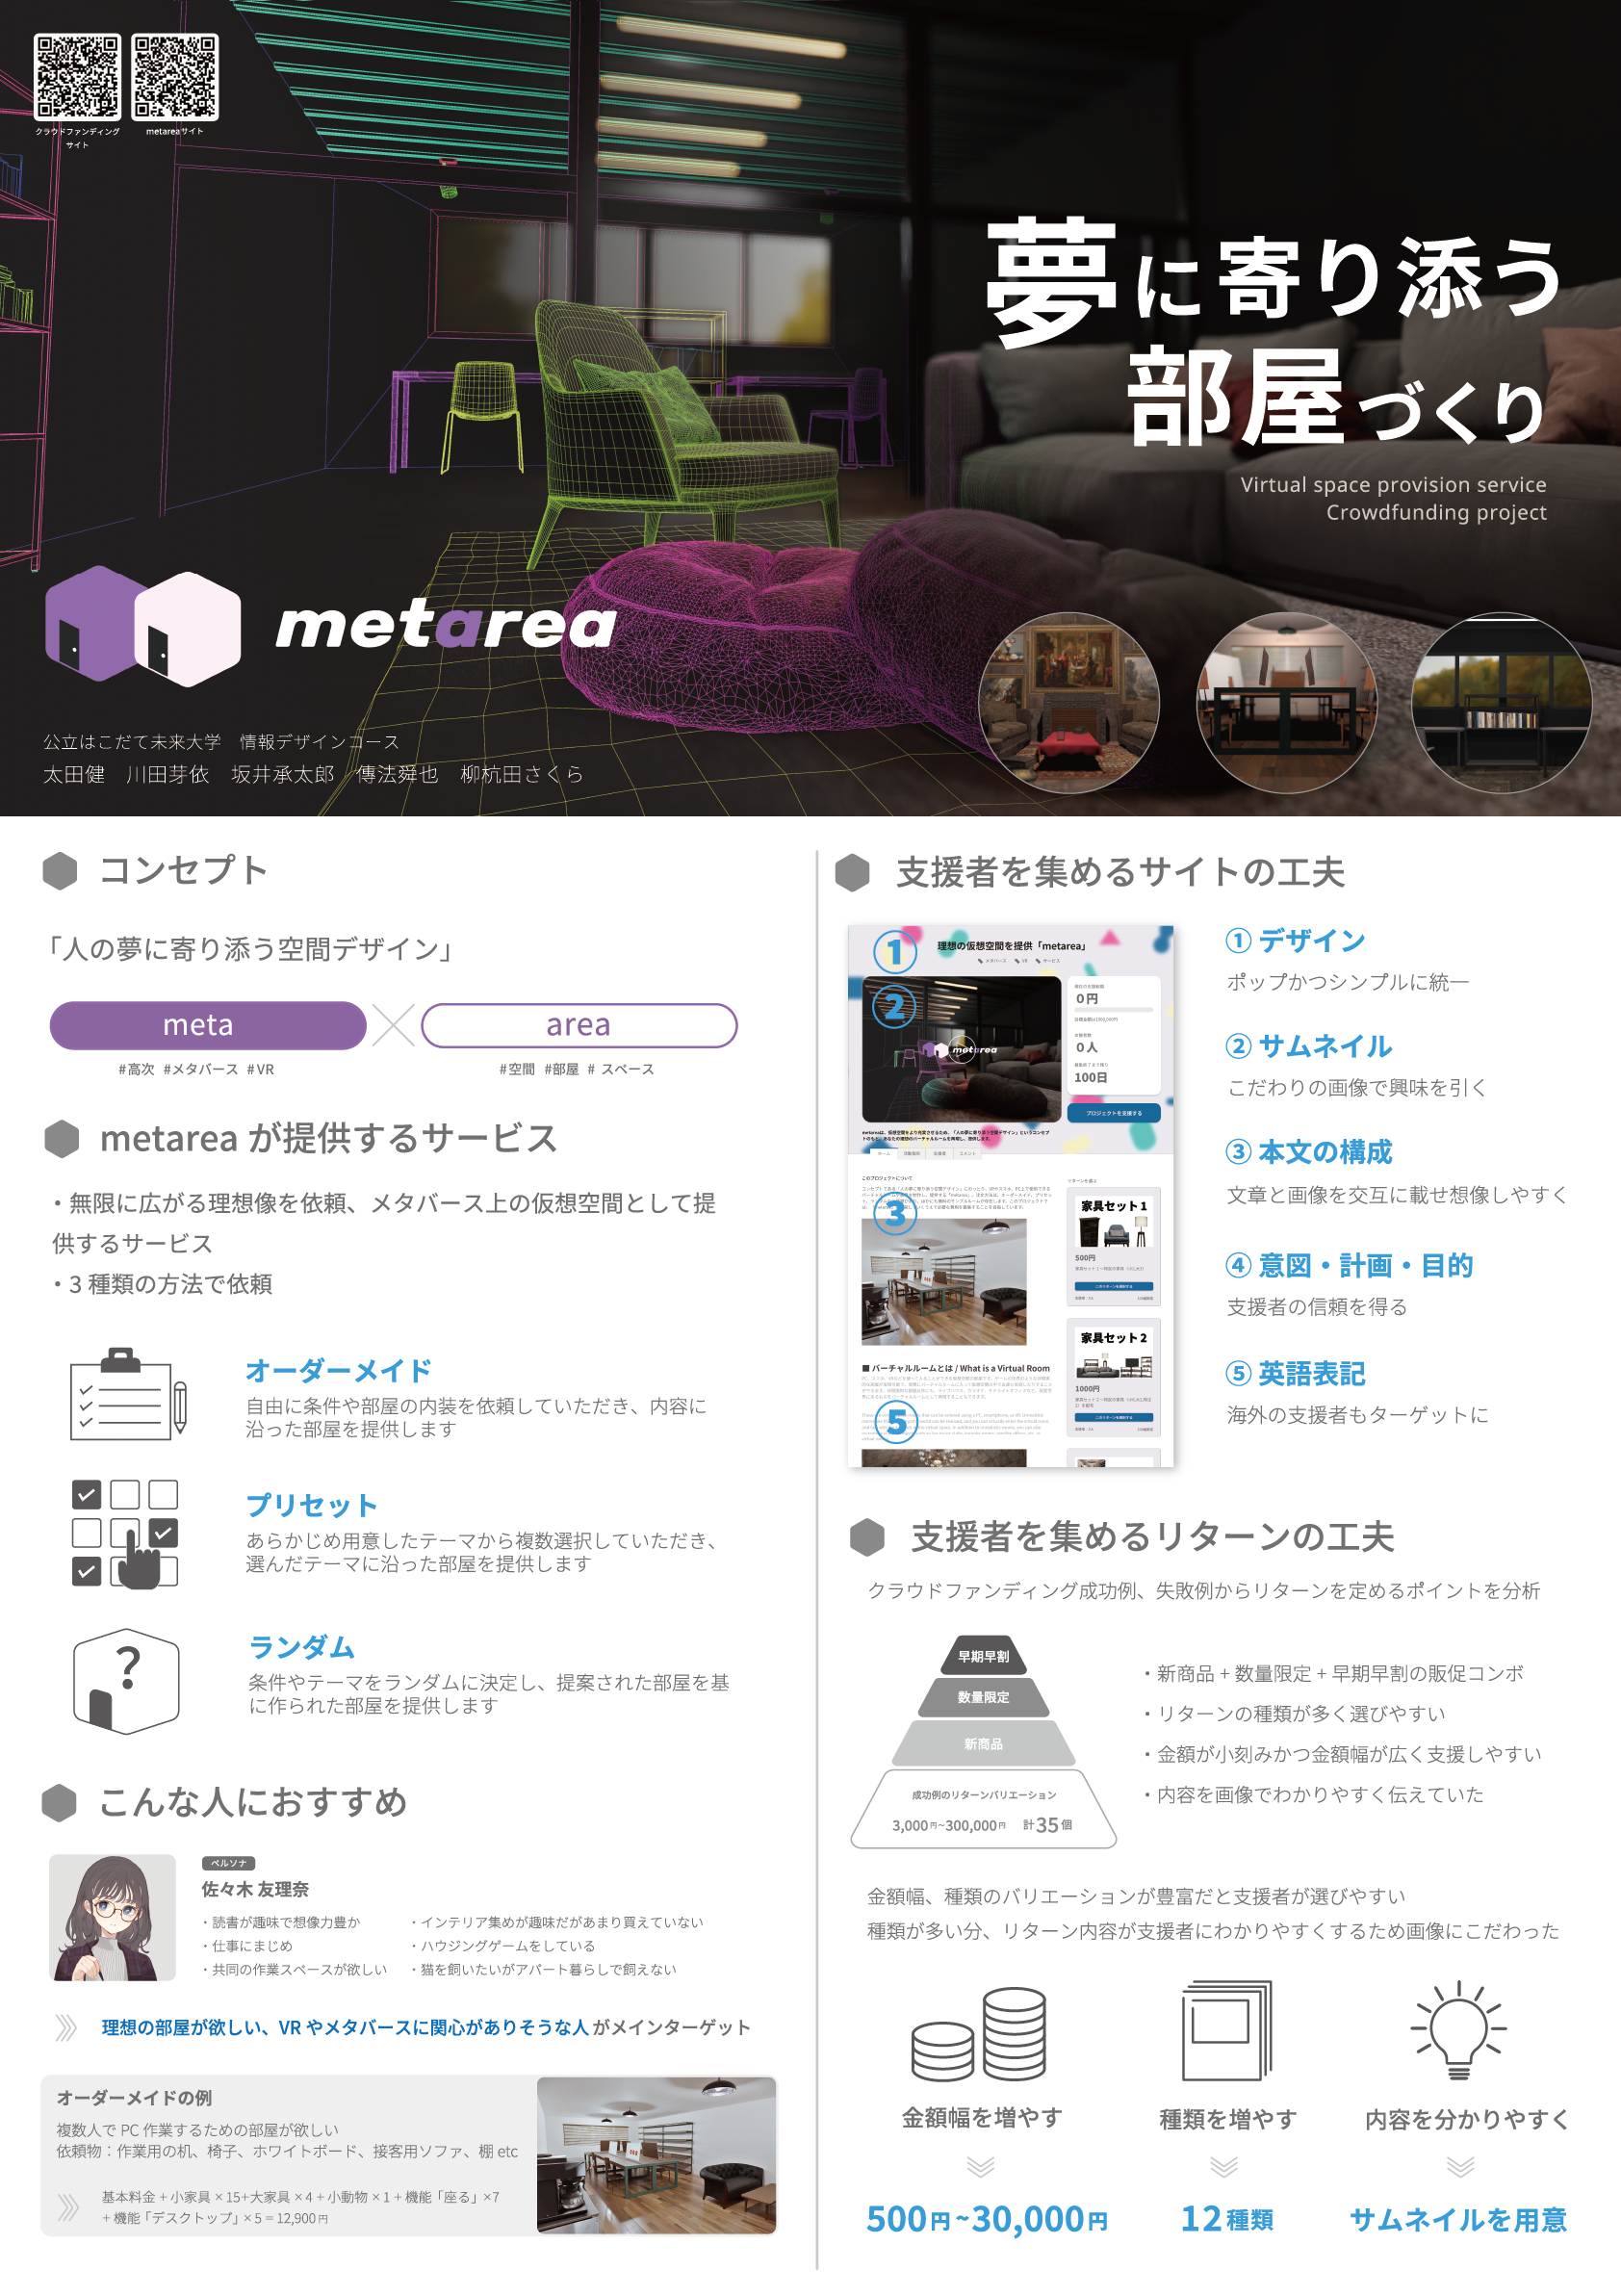 クラウドファンディング
サイト
metareaサイト
夢に寄り添う
部屋づくり
Virtual space provision service
Crowdfunding project
metarea
公立はこだて未来大学　情報デザインコース
太田健　川田芽依　坂井承太郎　傳法舜也　柳杭田さくら
コンセプト
「人の夢に寄り添う空間デザイン」
meta
area
#高次 #メタバース #VR
#空間 #部屋 # スペース
metarea が提供するサービス
・無限に広がる理想像を依頼、メタバース上の仮想空間として提
供するサービス
・3 種類の方法で依頼
オーダーメイド
自由に条件や部屋の内装を依頼していただき、内容に
沿った部屋を提供します
プリセット
あらかじめ用意したテーマから複数選択していただき、
選んだテーマに沿った部屋を提供します
?
ランダム
条件やテーマをランダムに決定し、提案された部屋を基
に作られた部屋を提供します
こんな人におすすめ
ペルソナ
佐々木 友理奈
・読書が趣味で想像力豊か
・仕事にまじめ
・共同の作業スペースが欲しい
・インテリア集めが趣味だがあまり買えていない
・ハウジングゲームをしている
・猫を飼いたいがアパート暮らしで飼えない
理想の部屋が欲しい、VR やメタバースに関心がありそうな人がメインターゲット
オーダーメイドの例
複数人で PC 作業するための部屋が欲しい
依頼物：作業用の机、椅子、ホワイトボード、接客用ソファ、棚 etc
基本料金 + 小家具 × 15+大家具 × 4 + 小動物 × 1 + 機能「座る」×7
+ 機能「デスクトップ」× 5 = 12,900 円
支援者を集めるサイトの工夫
①
理想の仮想空間を提供「metarea」
メタバース VR サービス
②
metarea
0円
0人
100日
プロジェクトを支援する
ホーム
コメント
このプロジェクトについて
③
家具セット1
500円
家具セット2
1000円
■ バーチャルルームとは / What is a Virtual Room
⑤
① デザイン
ポップかつシンプルに統一
② サムネイル
こだわりの画像で興味を引く
③ 本文の構成
文章と画像を交互に載せ想像しやすく
④ 意図・計画・目的
支援者の信頼を得る
⑤ 英語表記
海外の支援者もターゲットに
支援者を集めるリターンの工夫
クラウドファンディング成功例、失敗例からリターンを定めるポイントを分析
早期早割
数量限定
新商品
成功例のリターンバリエーション
3,000円~300,000円 計35個
・新商品 + 数量限定 + 早期早割の販促コンボ
・リターンの種類が多く選びやすい
・金額が小刻みかつ金額幅が広く支援しやすい
・内容を画像でわかりやすく伝えていた
金額幅、種類のバリエーションが豊富だと支援者が選びやすい
種類が多い分、リターン内容が支援者にわかりやすくするため画像にこだわった
金額幅を増やす
種類を増やす
内容を分かりやすく
500円~30,000円
12種類
サムネイルを用意